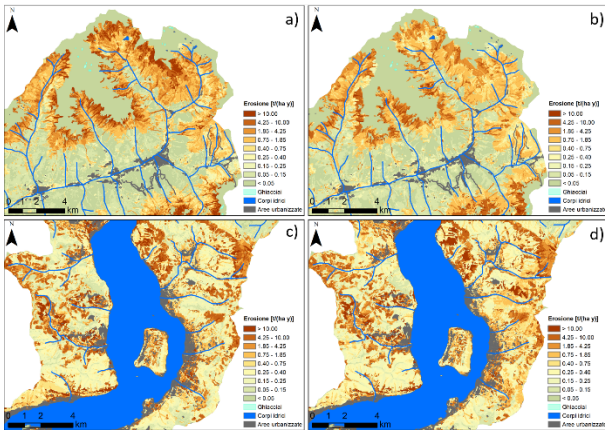 N
a)
Erosione [t/(ha y)]
> 10.00
4.25 - 10.00
1.85 - 4.25
0.75 - 1.85
0.40 - 0.75
0.25 - 0.40
0.15 - 0.25
0.05 - 0.15
< 0.05
Ghiacciai
Corpi idrici
Aree urbanizzate
0 1 2 4
km
N
b)
Erosione [t/(ha y)]
> 10.00
4.25 - 10.00
1.85 - 4.25
0.75 - 1.85
0.40 - 0.75
0.25 - 0.40
0.15 - 0.25
0.05 - 0.15
< 0.05
Ghiacciai
Corpi idrici
Aree urbanizzate
0 1 2 4
km
N
c)
Erosione [t/(ha y)]
> 10.00
4.25 - 10.00
1.85 - 4.25
0.75 - 1.85
0.40 - 0.75
0.25 - 0.40
0.15 - 0.25
0.05 - 0.15
< 0.05
Ghiacciai
Corpi idrici
Aree urbanizzate
0 1 2 4
km
N
d)
Erosione [t/(ha y)]
> 10.00
4.25 - 10.00
1.85 - 4.25
0.75 - 1.85
0.40 - 0.75
0.25 - 0.40
0.15 - 0.25
0.05 - 0.15
< 0.05
Ghiacciai
Corpi idrici
Aree urbanizzate
0 1 2 4
km